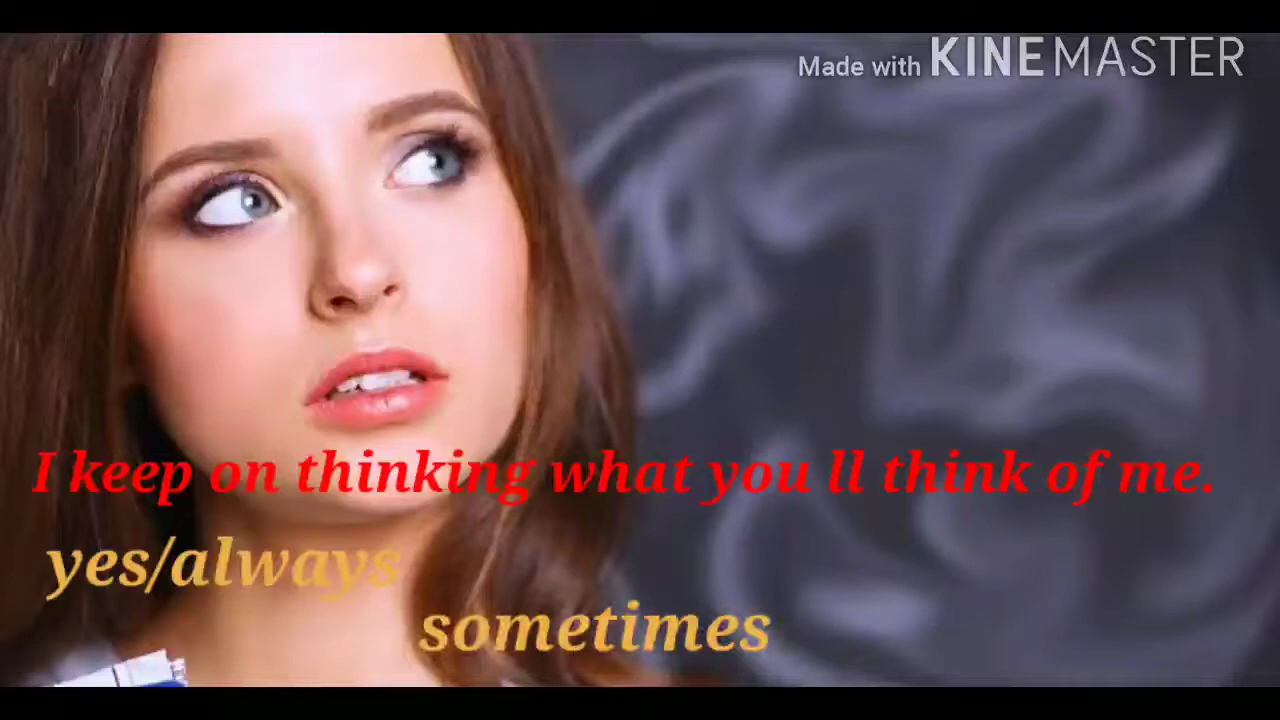 Made with KINEMASTER
I keep on thinking what you ll think of me.
yes/always
sometimes